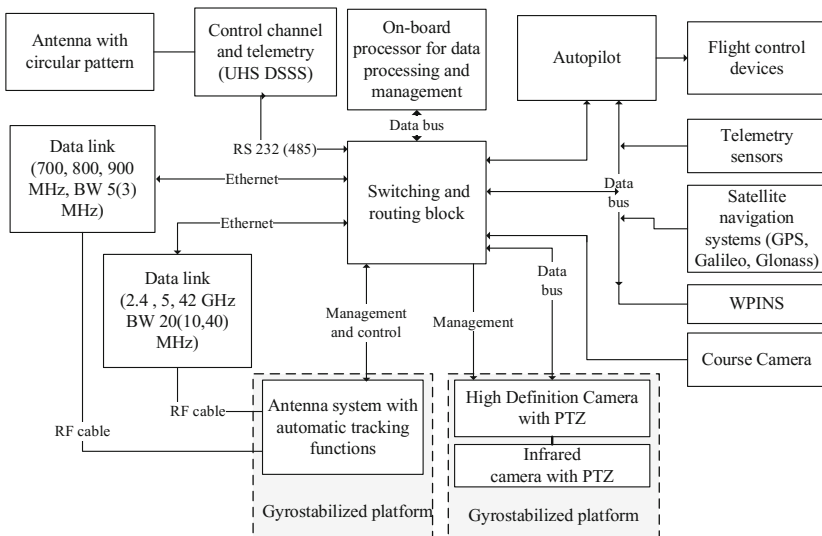 Antenna with
circular pattern
Control channel
and telemetry
(UHS DSSS)
On-board
processor for data
processing and
management
Autopilot
Flight control
devices
Data bus
RS 232 (485)
Data link
(700, 800, 900
MHz, BW 5(3)
MHz)
Ethernet
Switching and
routing block
Telemetry
sensors
Data
bus
Satellite
navigation
systems (GPS,
Galileo, Glonass)
Ethernet
Data link
(2.4 , 5, 42 GHz
BW 20(10,40)
MHz)
Data
bus
WPINS
Management
and control
Management
Course Camera
RF cable
RF cable
Antenna system with
automatic tracking
functions
High Definition Camera
with PTZ
Infrared
camera with PTZ
Gyrostabilized platform
Gyrostabilized platform